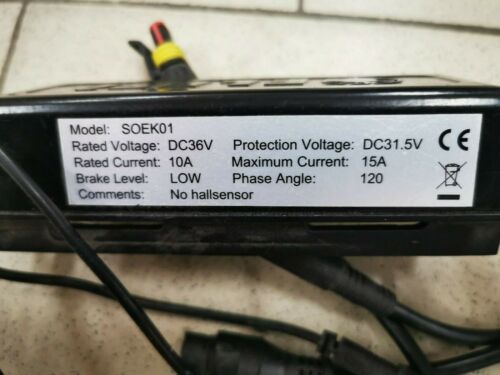 Model: SOEK01
Rated Voltage: DC36V Protection Voltage: DC31.5V
Rated Current: 10A Maximum Current: 15A
Brake Level: LOW Phase Angle: 120
Comments: No hallsensor
CE